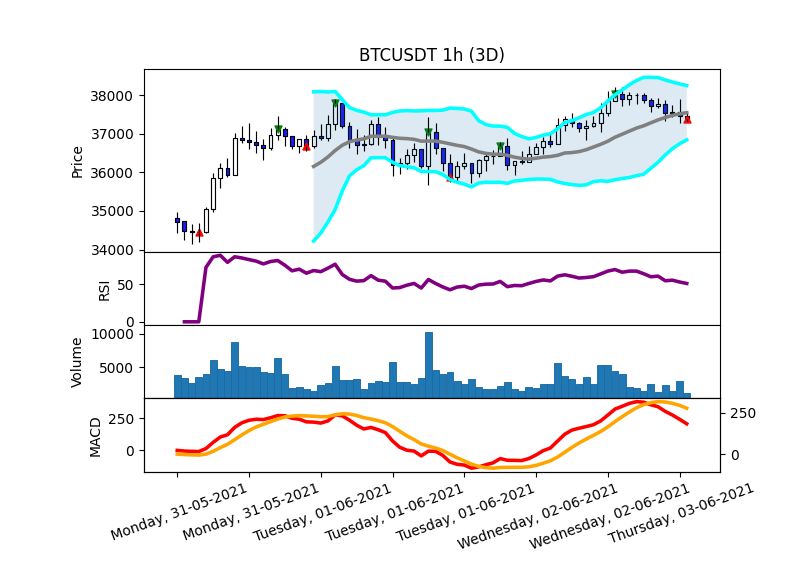 BTCUSDT 1h (3D)
Price
38000
37000
36000
35000
34000
RSI
50
0
Volume
10000
5000
MACD
250
0
250
0
Monday, 31-05-2021
Monday, 31-05-2021
Tuesday, 01-06-2021
Tuesday, 01-06-2021
Tuesday, 01-06-2021
Wednesday, 02-06-2021
Wednesday, 02-06-2021
Thursday, 03-06-2021